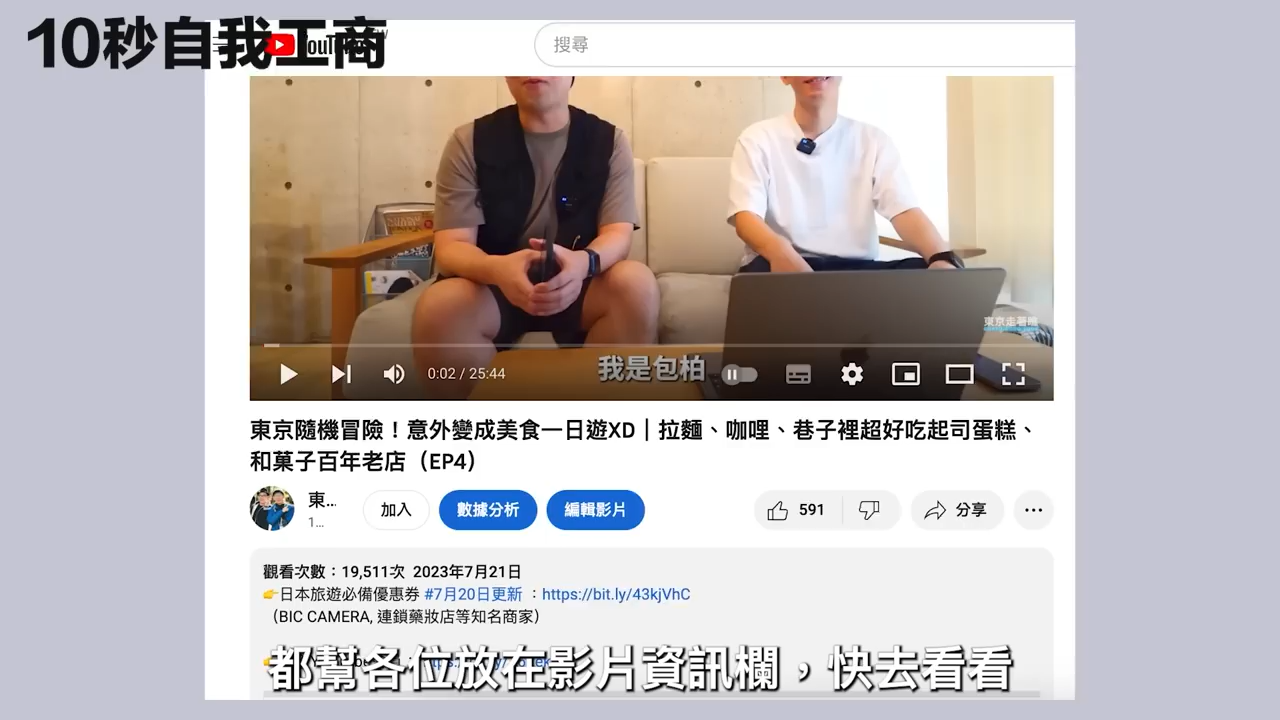 10秒自我工商
搜尋
東京走著瞧
我是包柏
0:02 / 25:44
東京隨機冒險！意外變成美食一日遊XD｜拉麵、咖哩、巷子裡超好吃起司蛋糕、
和菓子百年老店（EP4）
東...
1...
加入
數據分析
編輯影片
591
分享
觀看次數：19,511次 2023年7月21日
👉日本旅遊必備優惠券 #7月20日更新 ：https://bit.ly/43kjVhC
（BIC CAMERA, 連鎖藥妝店等知名商家）
都幫各位放在影片資訊欄，快去看看